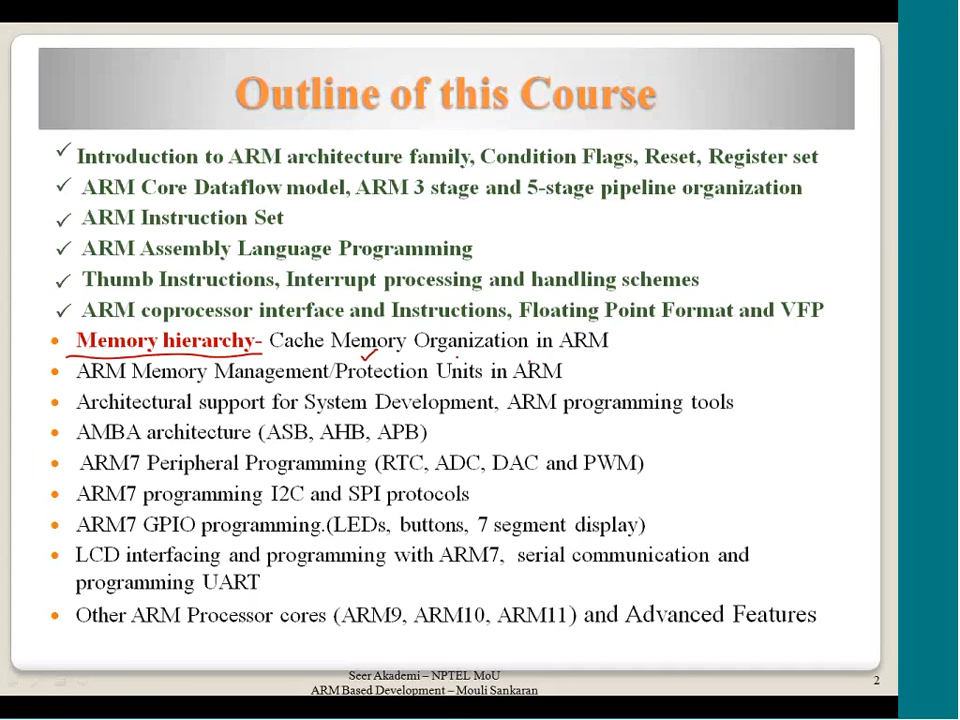 Outline of this Course
Introduction to ARM architecture family, Condition Flags, Reset, Register set
ARM Core Dataflow model, ARM 3 stage and 5-stage pipeline organization
ARM Instruction Set
ARM Assembly Language Programming
Thumb Instructions, Interrupt processing and handling schemes
ARM coprocessor interface and Instructions, Floating Point Format and VFP
Memory hierarchy- Cache Memory Organization in ARM
ARM Memory Management/Protection Units in ARM
Architectural support for System Development, ARM programming tools
AMBA architecture (ASB, AHB, APB)
ARM7 Peripheral Programming (RTC, ADC, DAC and PWM)
ARM7 programming I2C and SPI protocols
ARM7 GPIO programming.(LEDs, buttons, 7 segment display)
LCD interfacing and programming with ARM7, serial communication and
programming UART
Other ARM Processor cores (ARM9, ARM10, ARM11) and Advanced Features
Seer Akademi – NPTEL MoU
ARM Based Development – Mouli Sankaran
2